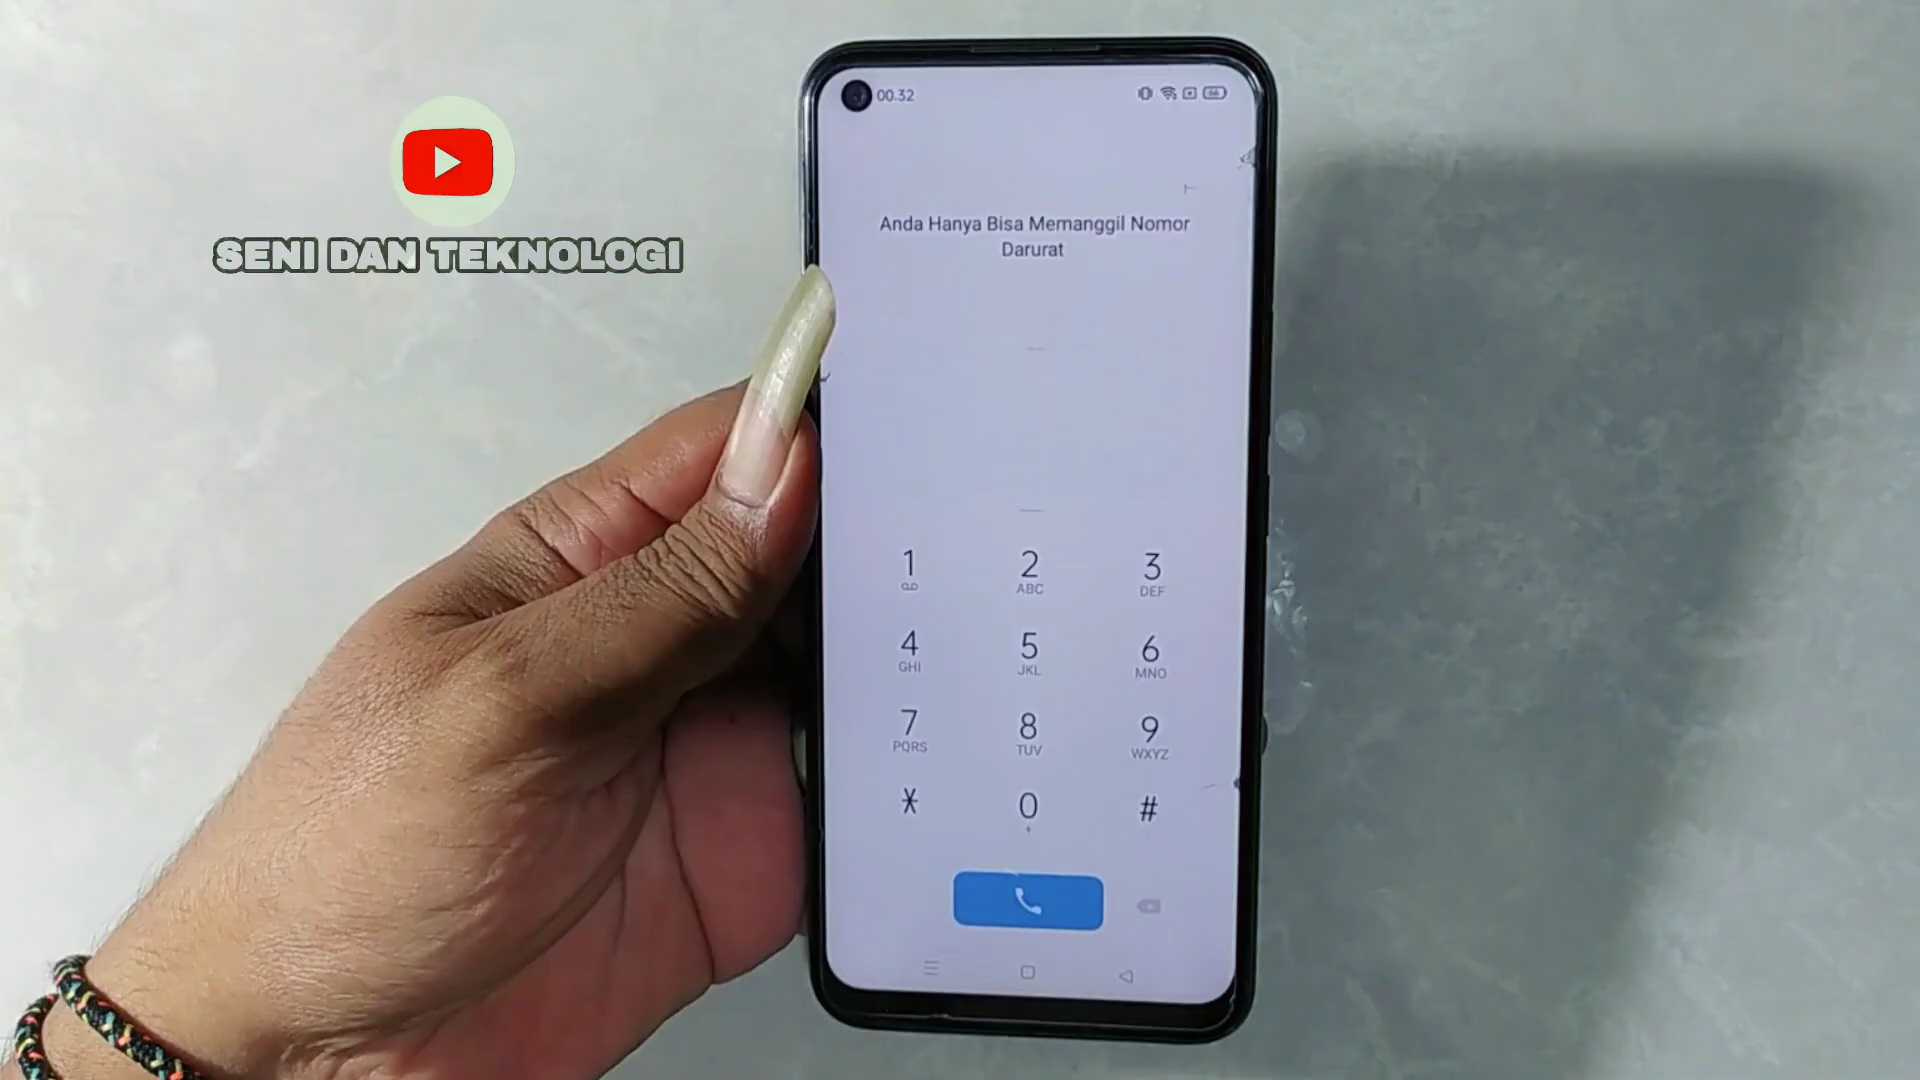 SENI DAN TEKNOLOGI
00.32
66
Anda Hanya Bisa Memanggil Nomor
Darurat
1 2 3
ABC DEF
4 5 6
GHI JKL MNO
7 8 9
PQRS TUV WXYZ
* 0 #
+